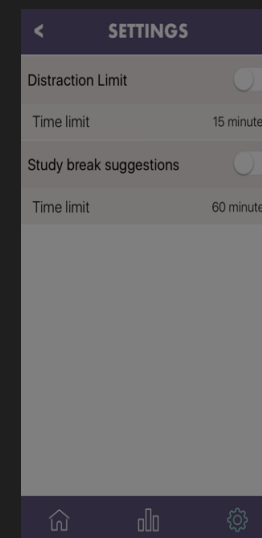 < SETTINGS
Distraction Limit
Time limit 15 minute
Study break suggestions
Time limit 60 minute